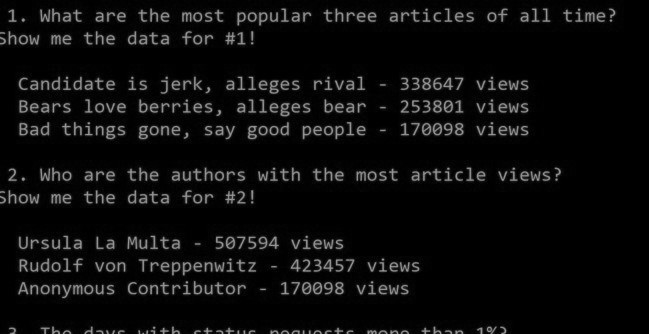 1. What are the most popular three articles of all time?
Show me the data for #1!
Candidate is jerk, alleges rival - 338647 views
Bears love berries, alleges bear - 253801 views
Bad things gone, say good people - 170098 views
2. Who are the authors with the most article views?
Show me the data for #2!
Ursula La Multa - 507594 views
Rudolf von Treppenwitz - 423457 views
Anonymous Contributor - 170098 views
3. The days with status requests more than 1%?